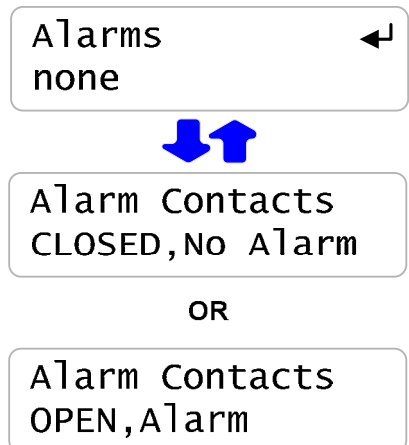 Alarms ↵
none
Alarm Contacts
CLOSED,No Alarm
OR
Alarm Contacts
OPEN,Alarm